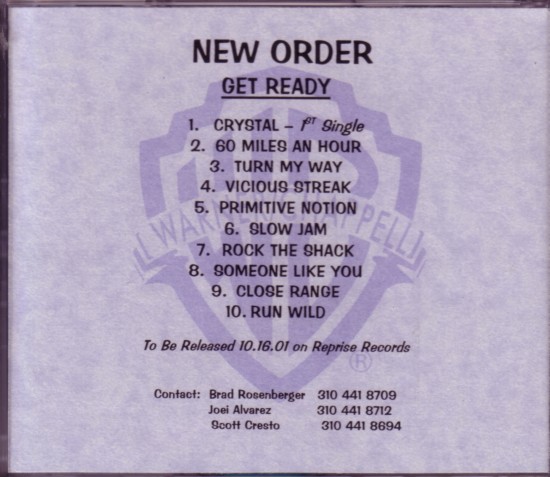 NEW ORDER
GET READY
1. CRYSTAL – 1ST Single
2. 60 MILES AN HOUR
3. TURN MY WAY
4. VICIOUS STREAK
5. PRIMITIVE NOTION
6. SLOW JAM
7. ROCK THE SHACK
8. SOMEONE LIKE YOU
9. CLOSE RANGE
10. RUN WILD
WARNER/CHAPPELL
To Be Released 10.16.01 on Reprise Records
®
Contact: Brad Rosenberger 310 441 8709
Joei Alvarez 310 441 8712
Scott Cresto 310 441 8694